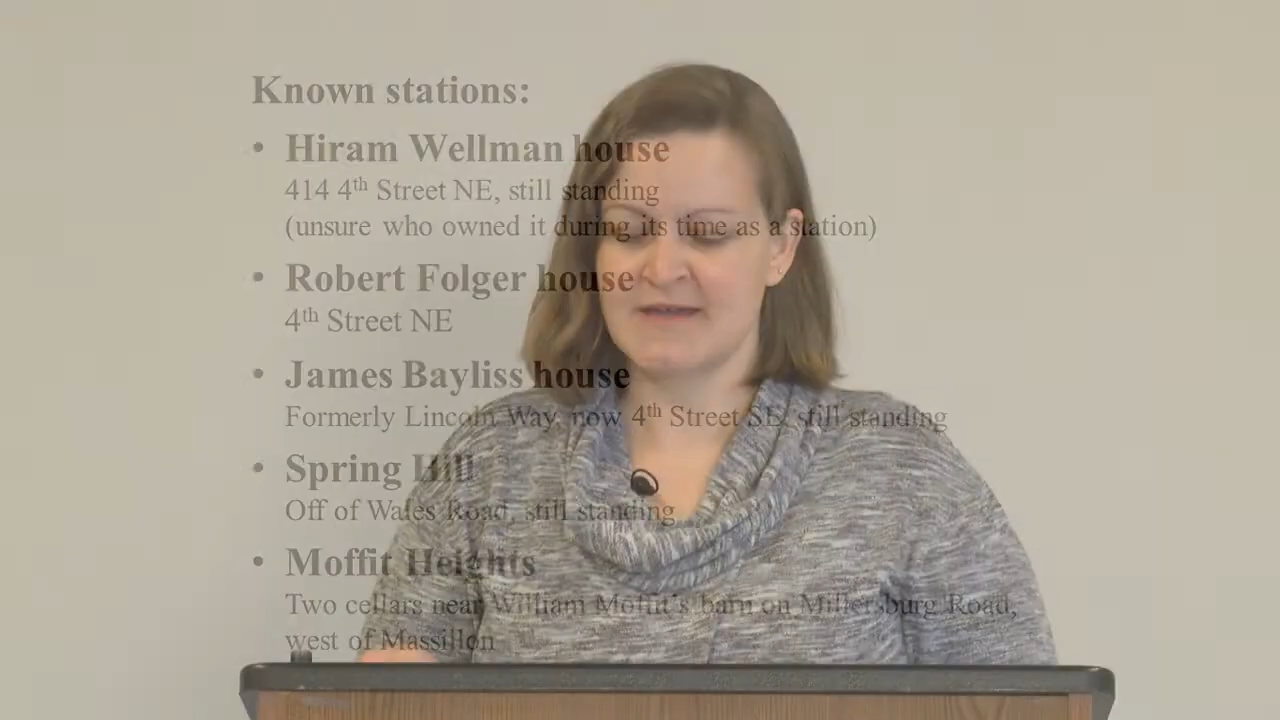 Known stations:
• Hiram Wellman house
414 4th Street NE, still standing
(unsure who owned it during its time as a station)
• Robert Folger house
4th Street NE
• James Bayliss house
Formerly Lincoln Way, now 4th Street SE, still standing
• Spring Hill
Off of Wales Road, still standing
• Moffit Heights
Two cellars near William Moffit's barn on Millersburg Road,
west of Massillon